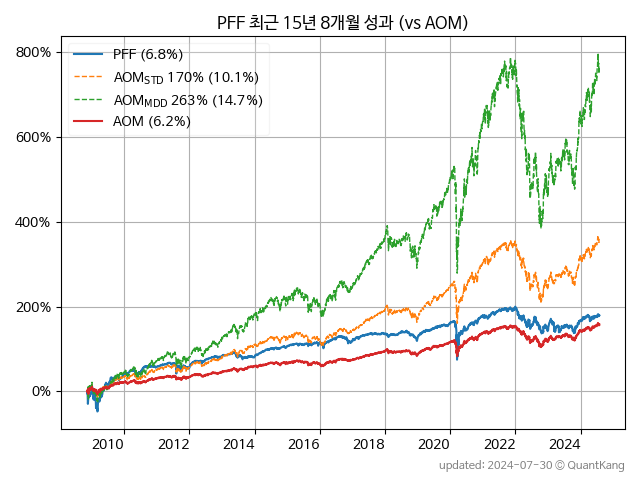 PFF 최근 15년 8개월 성과 (vs AOM)
PFF (6.8%)
AOMSTD 170% (10.1%)
AOMMDD 263% (14.7%)
AOM (6.2%)
800%
600%
400%
200%
0%
2010 2012 2014 2016 2018 2020 2022 2024
updated: 2024-07-30 © QuantKang